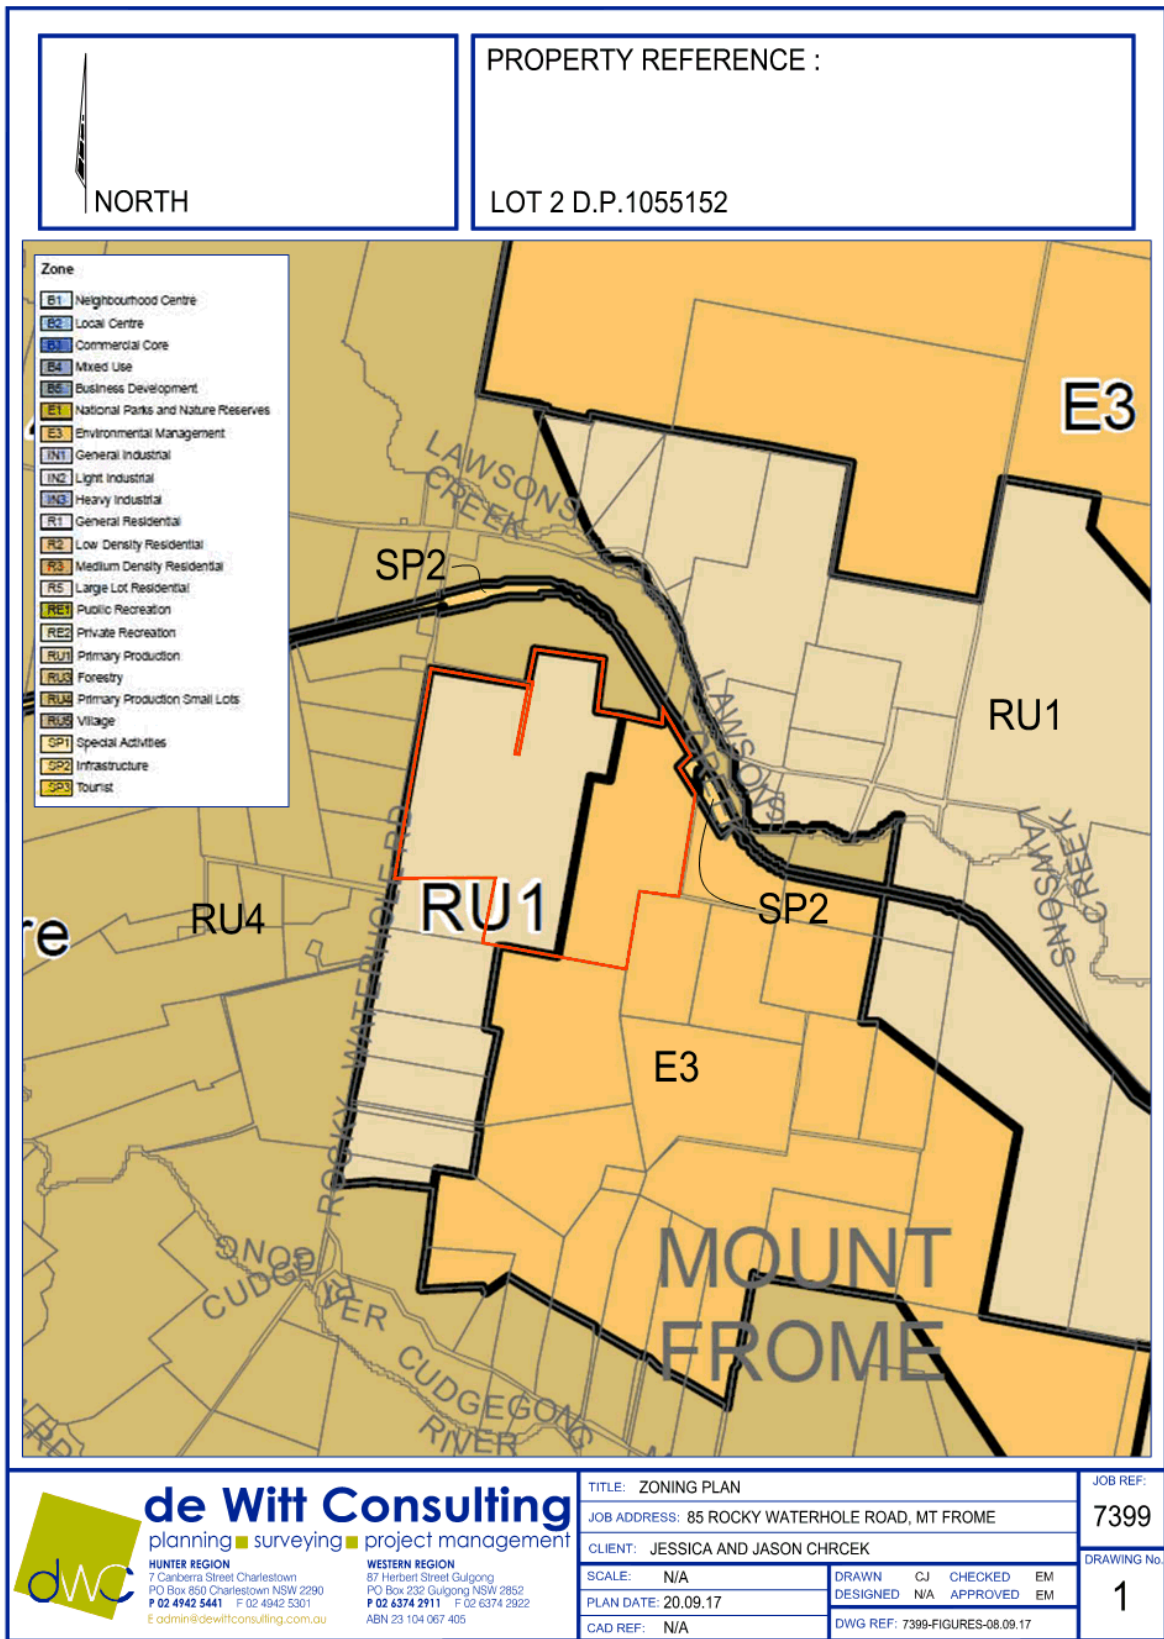 NORTH
PROPERTY REFERENCE :
LOT 2 D.P.1055152
Zone
B1 Neighbourhood Centre
B2 Local Centre
B3 Commercial Core
B4 Mixed Use
B5 Business Development
E1 National Parks and Nature Reserves
E3 Environmental Management
IN1 General Industrial
IN2 Light Industrial
IN3 Heavy Industrial
R1 General Residential
R2 Low Density Residential
R3 Medium Density Residential
R5 Large Lot Residential
RE1 Public Recreation
RE2 Private Recreation
RU1 Primary Production
RU3 Forestry
RU4 Primary Production Small Lots
RU5 Village
SP1 Special Activities
SP2 Infrastructure
SP3 Tourist
E3
LAWSONS
CREEK
SP2
LAWSONS
CREEK
RU1
LAWSONS
CREEK
RU1
SP2
RU4
re
ROCKY WATERHOLE RD
E3
MOUNT
FROME
CUDGEGONG
RIVER
CUDGEGONG
RIVER
de Witt Consulting
planning surveying project management
dwc
HUNTER REGION
7 Canberra Street Charlestown
PO Box 850 Charlestown NSW 2290
P 02 4942 5441 F 02 4942 5301
E admin@dewittconsulting.com.au
WESTERN REGION
87 Herbert Street Gulgong
PO Box 232 Gulgong NSW 2852
P 02 6374 2911 F 02 6374 2922
ABN 23 104 067 405
TITLE: ZONING PLAN
JOB ADDRESS: 85 ROCKY WATERHOLE ROAD, MT FROME
CLIENT: JESSICA AND JASON CHRCEK
SCALE: N/A
PLAN DATE: 20.09.17
CAD REF: N/A
DRAWN CJ CHECKED EM
DESIGNED N/A APPROVED EM
DWG REF: 7399-FIGURES-08.09.17
JOB REF:
7399
DRAWING No.
1